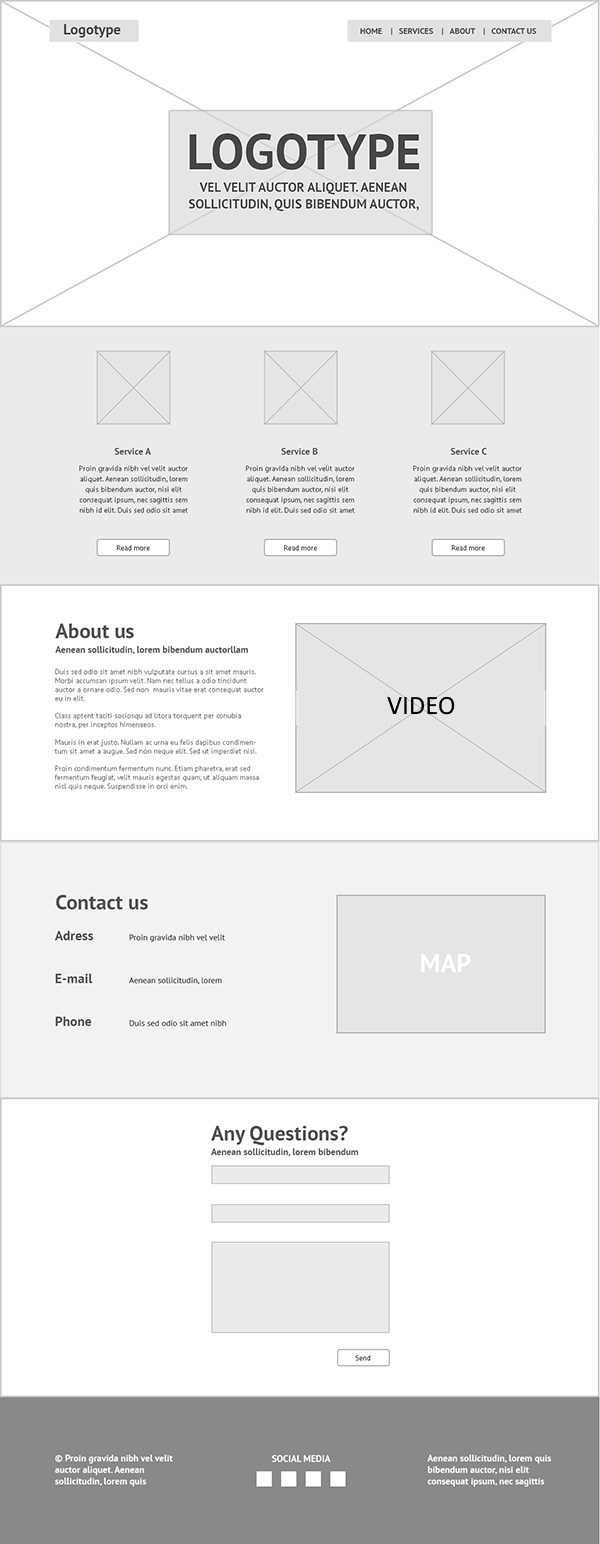 Logotype
HOME | SERVICES | ABOUT | CONTACT US
LOGOTYPE
VEL VELIT AUCTOR ALIQUET. AENEAN
SOLLICITUDIN, QUIS BIBENDUM AUCTOR,
Service A
Proin gravida nibh vel velit auctor
aliquet. Aenean sollicitudin, lorem
quis bibendum auctor, nisi elit
consequat ipsum, nec sagittis sem
nibh id elit. Duis sed odio sit amet
Read more
Service B
Proin gravida nibh vel velit auctor
aliquet. Aenean sollicitudin, lorem
quis bibendum auctor, nisi elit
consequat ipsum, nec sagittis sem
nibh id elit. Duis sed odio sit amet
Read more
Service C
Proin gravida nibh vel velit auctor
aliquet. Aenean sollicitudin, lorem
quis bibendum auctor, nisi elit
consequat ipsum, nec sagittis sem
nibh id elit. Duis sed odio sit amet
Read more
About us
Aenean sollicitudin, lorem bibendum auctorllam
Duis sed odio sit amet nibh vulputate cursus a sit amet mauris.
Morbi accumsan ipsum velit. Nam nec tellus a odio tincidunt
auctor a ornare odio. Sed non mauris vitae erat consequat auctor
eu in elit.
Class aptent taciti sociosqu ad litora torquent per conubia
nostra, per inceptos himenaeos.
Mauris in erat justo. Nullam ac urna eu felis dapibus condimen-
tum sit amet a augue. Sed non neque elit. Sed ut imperdiet nisi.
Proin condimentum fermentum nunc. Etiam pharetra, erat sed
fermentum feugiat, velit mauris egestas quam, ut aliquam massa
nisl quis neque. Suspendisse in orci enim.
VIDEO
Contact us
Adress Proin gravida nibh vel velit
E-mail Aenean sollicitudin, lorem
Phone Duis sed odio sit amet nibh
MAP
Any Questions?
Aenean sollicitudin, lorem bibendum
Send
© Proin gravida nibh vel velit
auctor aliquet. Aenean
sollicitudin, lorem quis
SOCIAL MEDIA
Aenean sollicitudin, lorem quis
bibendum auctor, nisi elit
consequat ipsum, nec sagittis